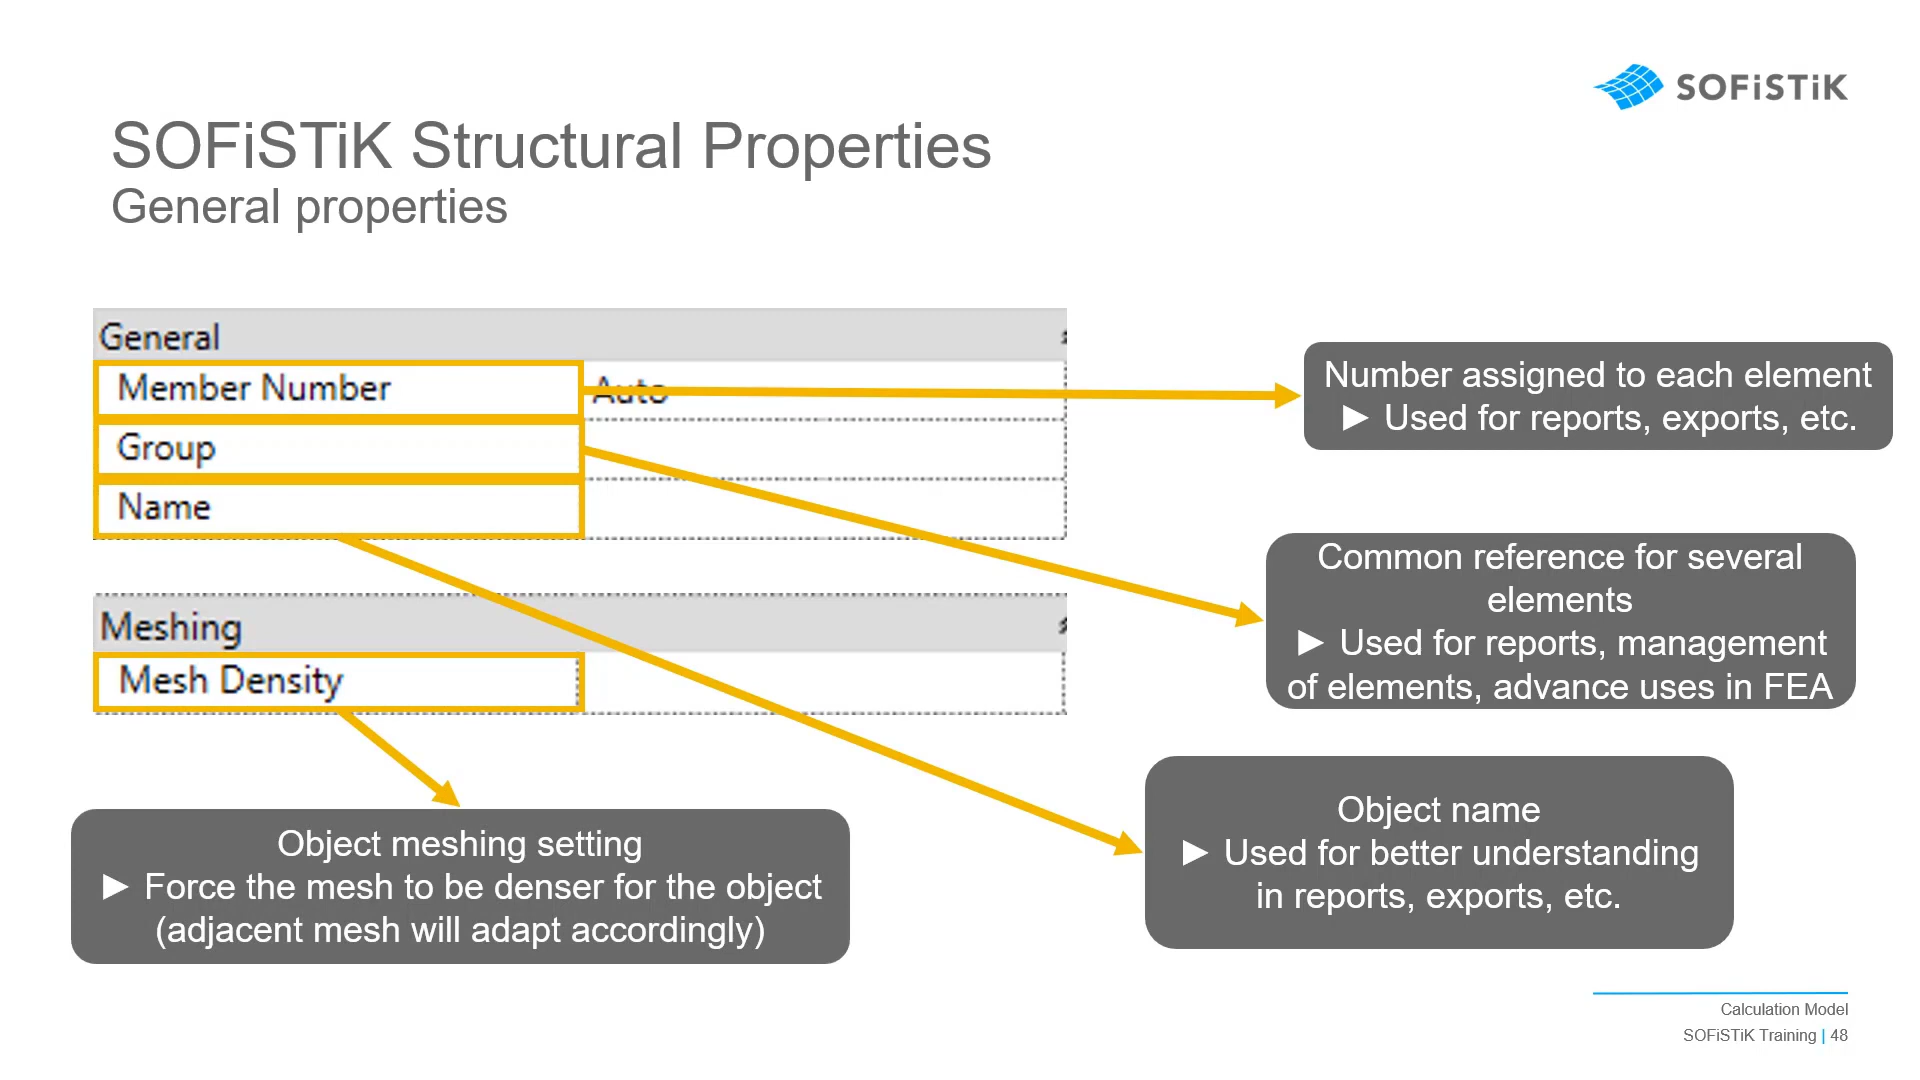 SOFiSTiK
SOFiSTiK Structural Properties
General properties
General
Member Number
Auto
Group
Name
Meshing
Mesh Density
Number assigned to each element
► Used for reports, exports, etc.
Common reference for several
elements
► Used for reports, management
of elements, advance uses in FEA
Object name
► Used for better understanding
in reports, exports, etc.
Object meshing setting
► Force the mesh to be denser for the object
(adjacent mesh will adapt accordingly)
Calculation Model
SOFiSTiK Training | 48